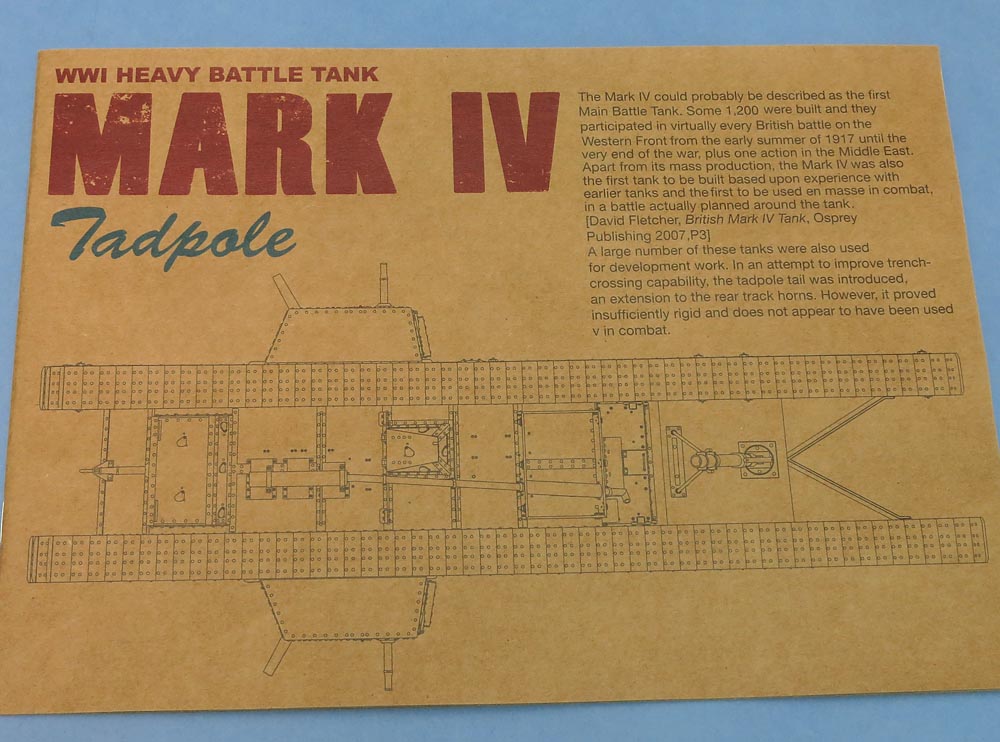 WWI HEAVY BATTLE TANK
MARK IV
Tadpole
The Mark IV could probably be described as the first
Main Battle Tank. Some 1,200 were built and they
participated in virtually every British battle on the
Western Front from the early summer of 1917 until the
very end of the war, plus one action in the Middle East.
Apart from its mass production, the Mark IV was also
the first tank to be built based upon experience with
earlier tanks and the first to be used en masse in combat,
in a battle actually planned around the tank.
[David Fletcher, British Mark IV Tank, Osprey
Publishing 2007,P3]
A large number of these tanks were also used
for development work. In an attempt to improve trench-
crossing capability, the tadpole tail was introduced,
an extension to the rear track horns. However, it proved
insufficiently rigid and does not appear to have been used
v in combat.